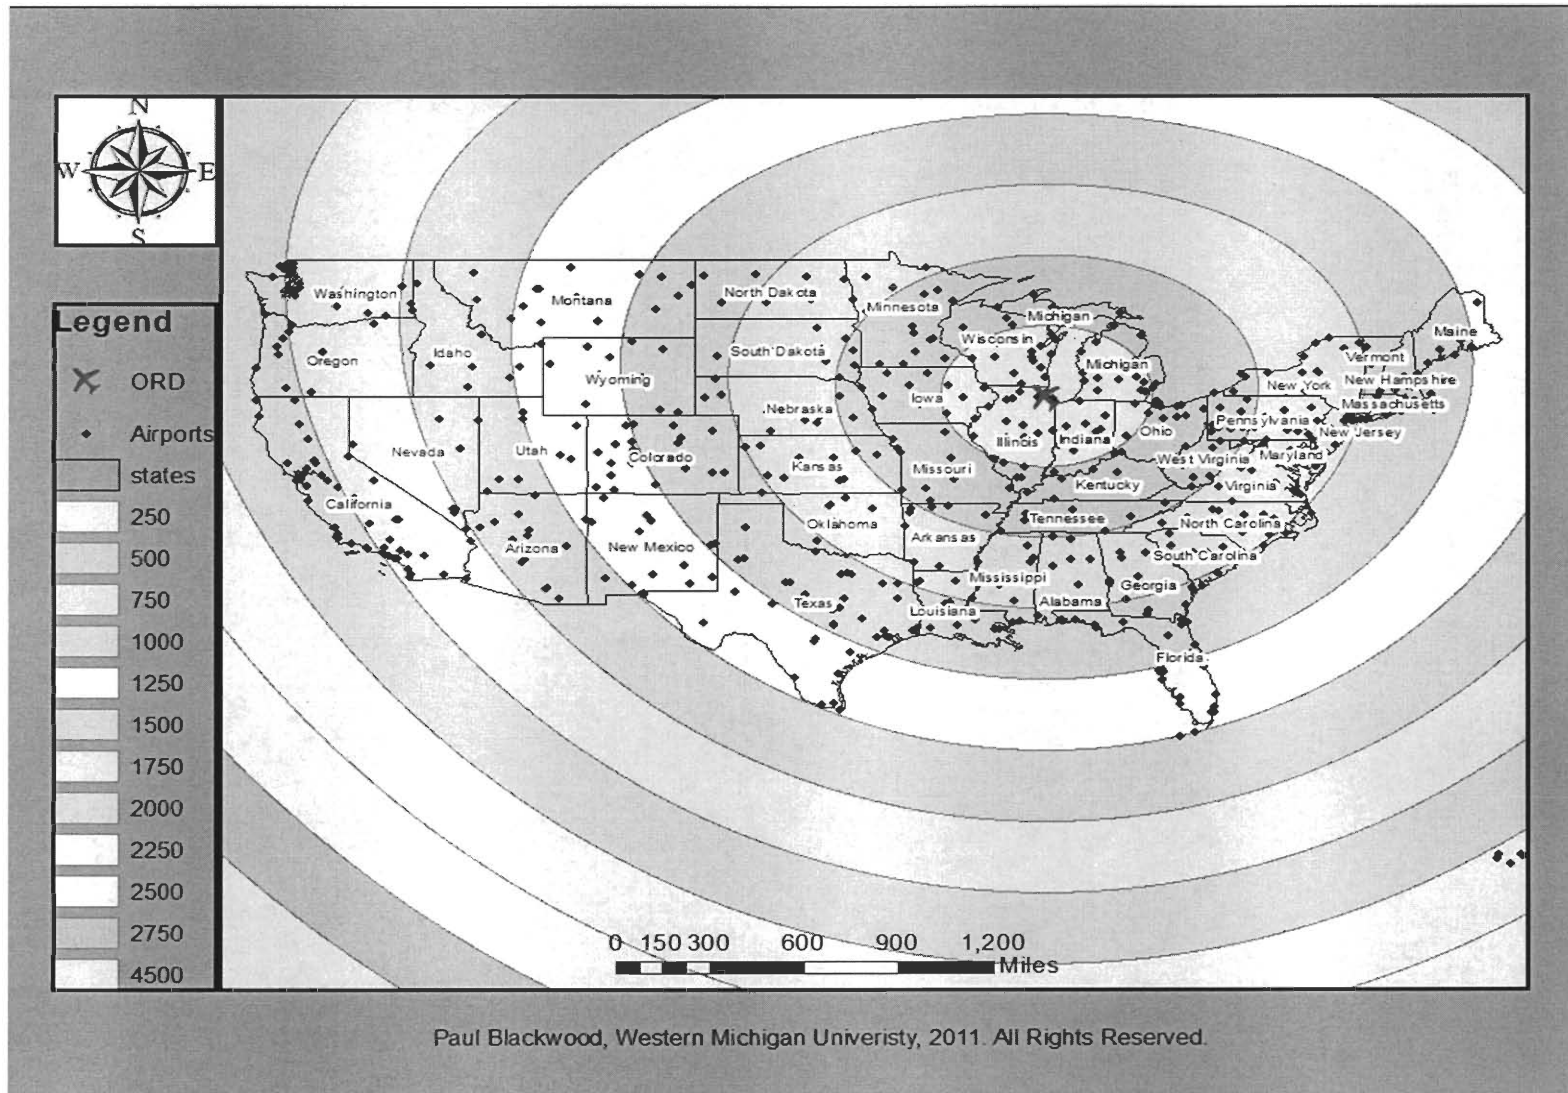 N
W E
S
Legend
ORD
Airports
states
250
500
750
1000
1250
1500
1750
2000
2250
2500
2750
4500
Washington
Montana
North Dakota
Minnesota
Michigan
Maine
Oregon
Idaho
Wyoming
South Dakota
Wisconsin
Michigan
Vermont
New York
New Hampshire
Massachusetts
Nebraska
Iowa
Illinois
Indiana
Ohio
Pennsylvania
New Jersey
Nevada
Utah
Colorado
Kansas
Missouri
West Virginia
Maryland
Kentucky
Virginia
California
Arizona
New Mexico
Oklahoma
Arkansas
Tennessee
North Carolina
South Carolina
Mississippi
Alabama
Georgia
Texas
Louisiana
Florida
0 150 300 600 900 1,200
Miles
Paul Blackwood, Western Michigan Univeristy, 2011. All Rights Reserved.